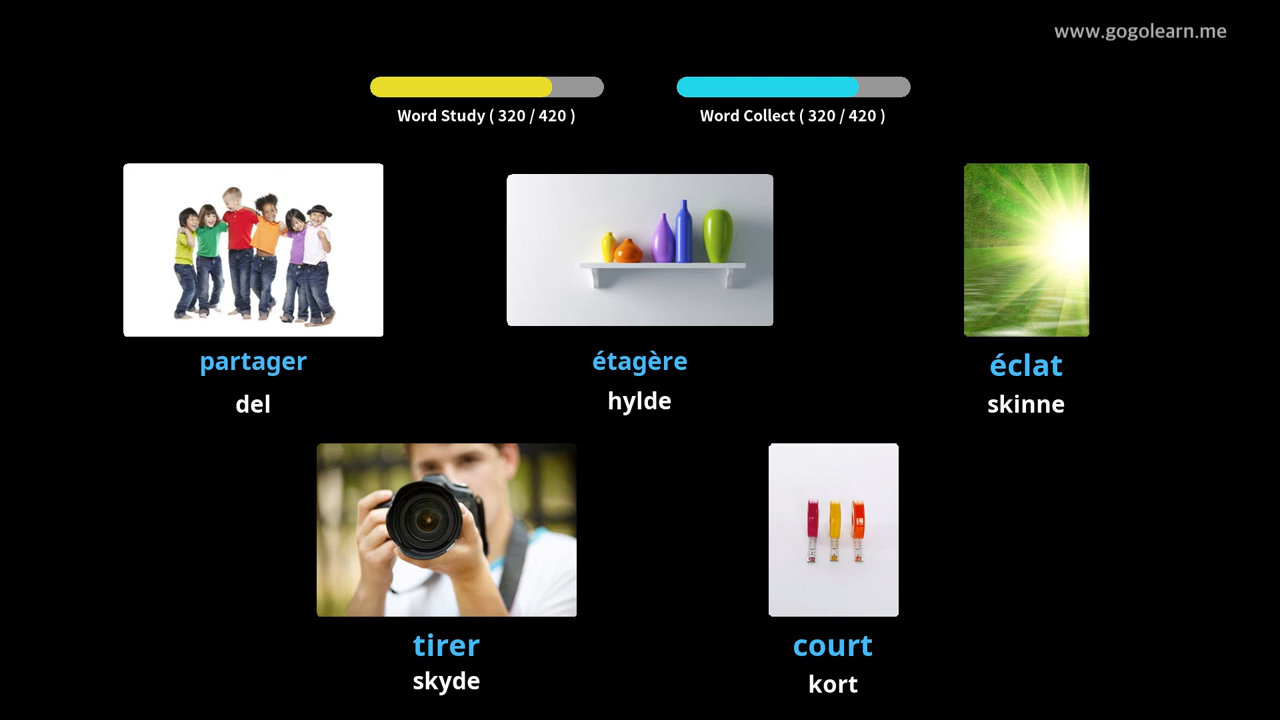 www.gogolearn.me
Word Study ( 320 / 420 )
Word Collect ( 320 / 420 )
partager
étagère
éclat
del
hylde
skinne
tirer
court
skyde
kort